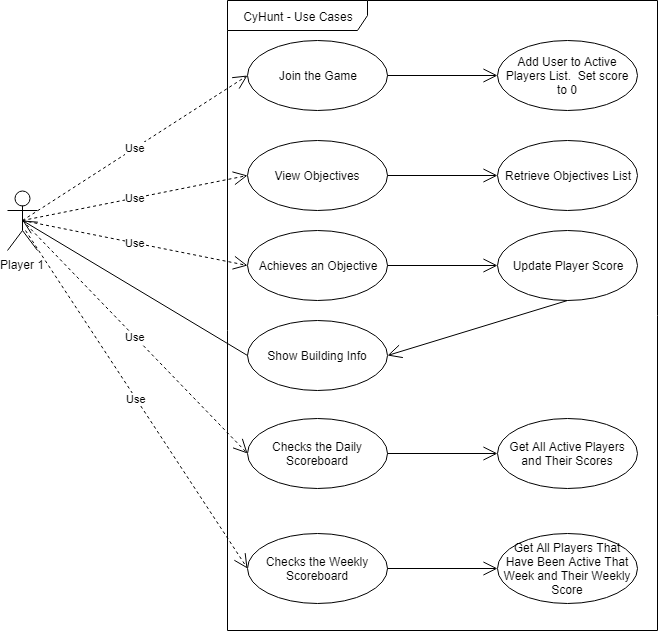 CyHunt - Use Cases
Join the Game
Add User to Active
Players List.  Set score
to 0
Use
View Objectives
Retrieve Objectives List
Use
Use
Player 1
Achieves an Objective
Update Player Score
Show Building Info
Use
Use
Checks the Daily
Scoreboard
Get All Active Players
and Their Scores
Checks the Weekly
Scoreboard
Get All Players That
Have Been Active That
Week and Their Weekly
Score